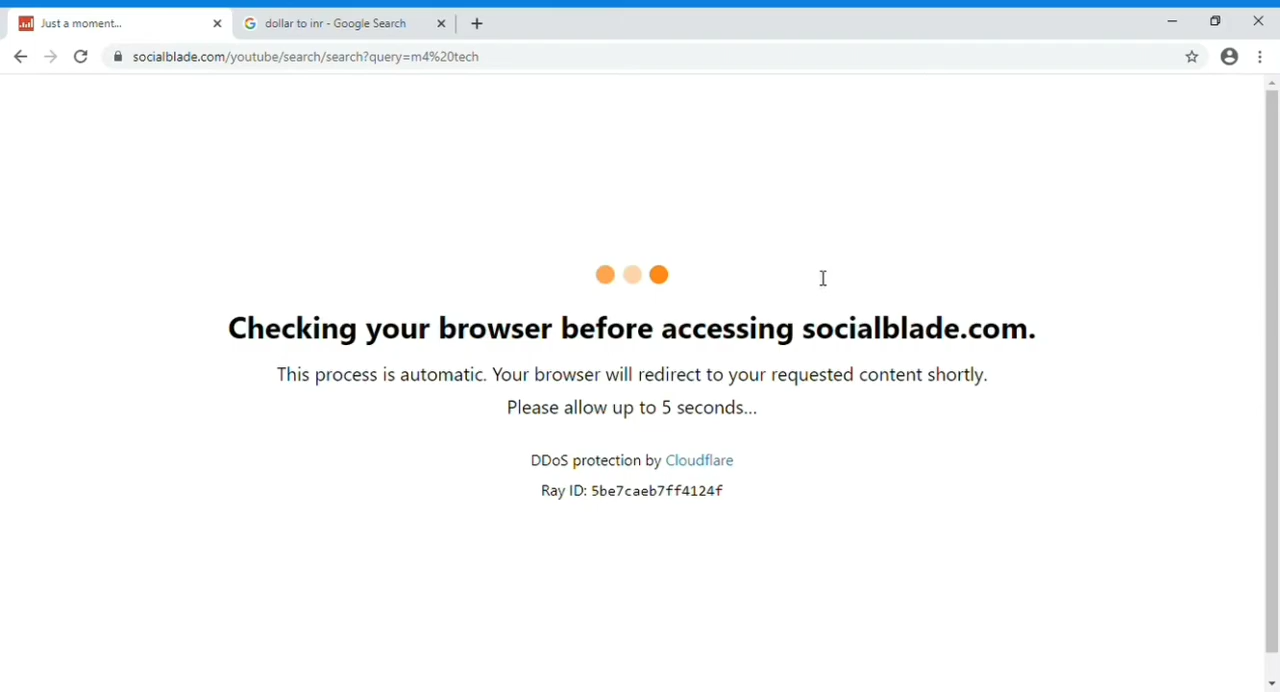 Just a moment...
dollar to inr - Google Search
socialblade.com/youtube/search/search?query=m4%20tech
Checking your browser before accessing socialblade.com.
This process is automatic. Your browser will redirect to your requested content shortly.
Please allow up to 5 seconds...
DDoS protection by Cloudflare
Ray ID: 5be7caeb7ff4124f